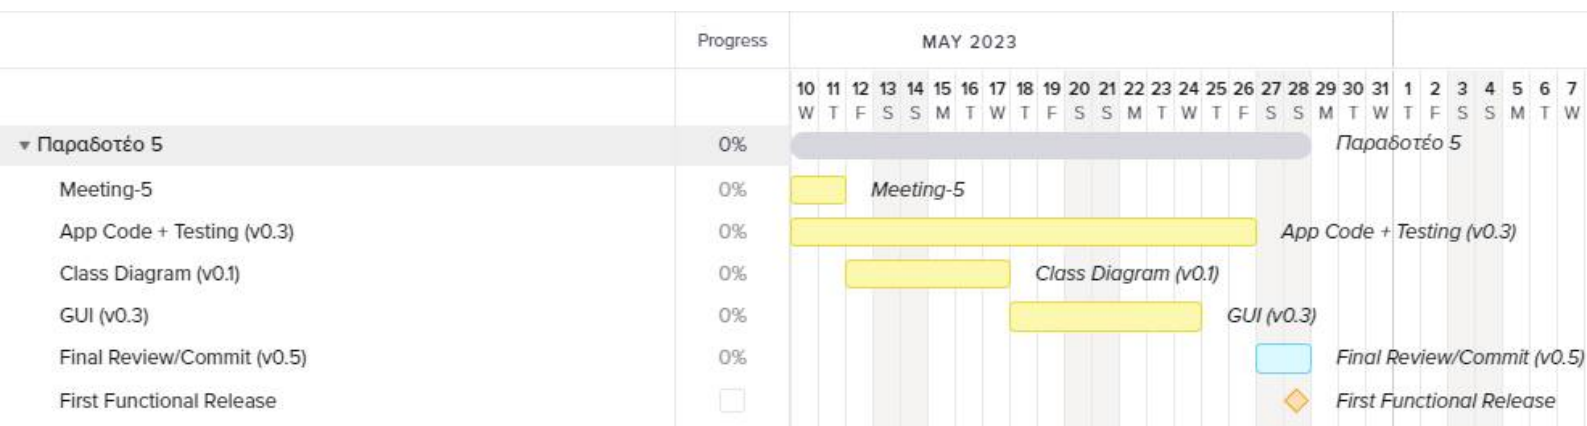 Progress MAY 2023
10 11 12 13 14 15 16 17 18 19 20 21 22 23 24 25 26 27 28 29 30 31 1 2 3 4 5 6 7
W T F S S M T W T F S S M T W T F S S M T W T F S S M T W
Παραδοτέο 5 0% Παραδοτέο 5
Meeting-5 0% Meeting-5
App Code + Testing (v0.3) 0% App Code + Testing (v0.3)
Class Diagram (v0.1) 0% Class Diagram (v0.1)
GUI (v0.3) 0% GUI (v0.3)
Final Review/Commit (v0.5) 0% Final Review/Commit (v0.5)
First Functional Release First Functional Release